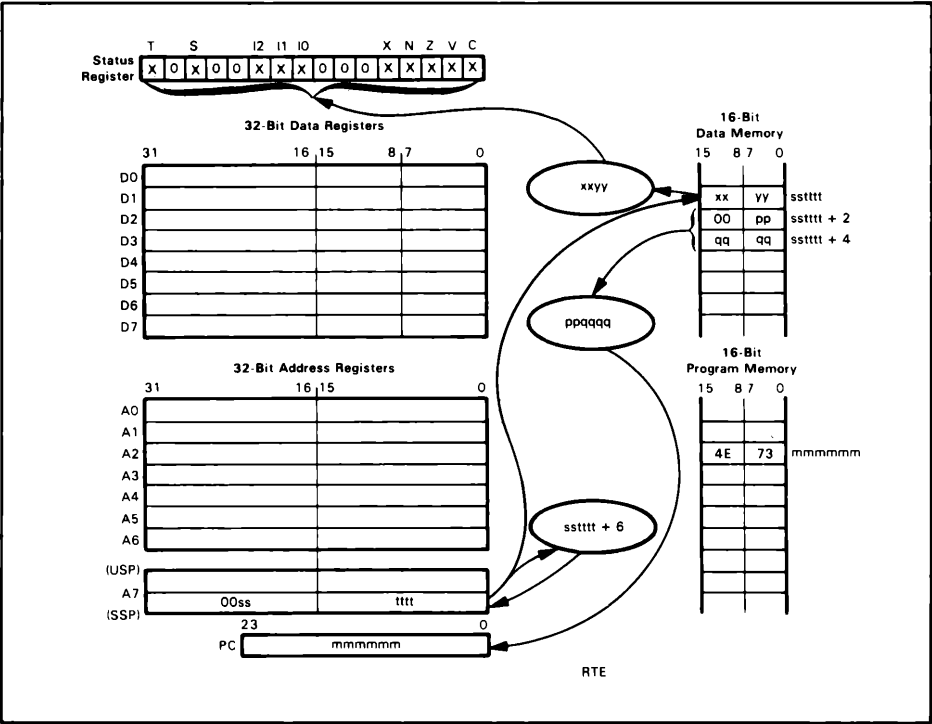 T S I2 I1 I0 X N Z V C
Status Register X 0 X 0 0 X X X 0 0 0 X X X X X
32-Bit Data Registers
31 16 15 8 7 0
D0
D1
D2
D3
D4
D5
D6
D7
xxyy
16-Bit
Data Memory
15 8 7 0
xx yy sstttt
00 pp sstttt + 2
qq qq sstttt + 4
ppqqqq
32-Bit Address Registers
31 16 15 0
A0
A1
A2
A3
A4
A5
A6
(USP)
A7 00ss tttt
(SSP)
23 0
PC mmmmmm
sstttt + 6
16-Bit
Program Memory
15 8 7 0
4E 73 mmmmmm
RTE